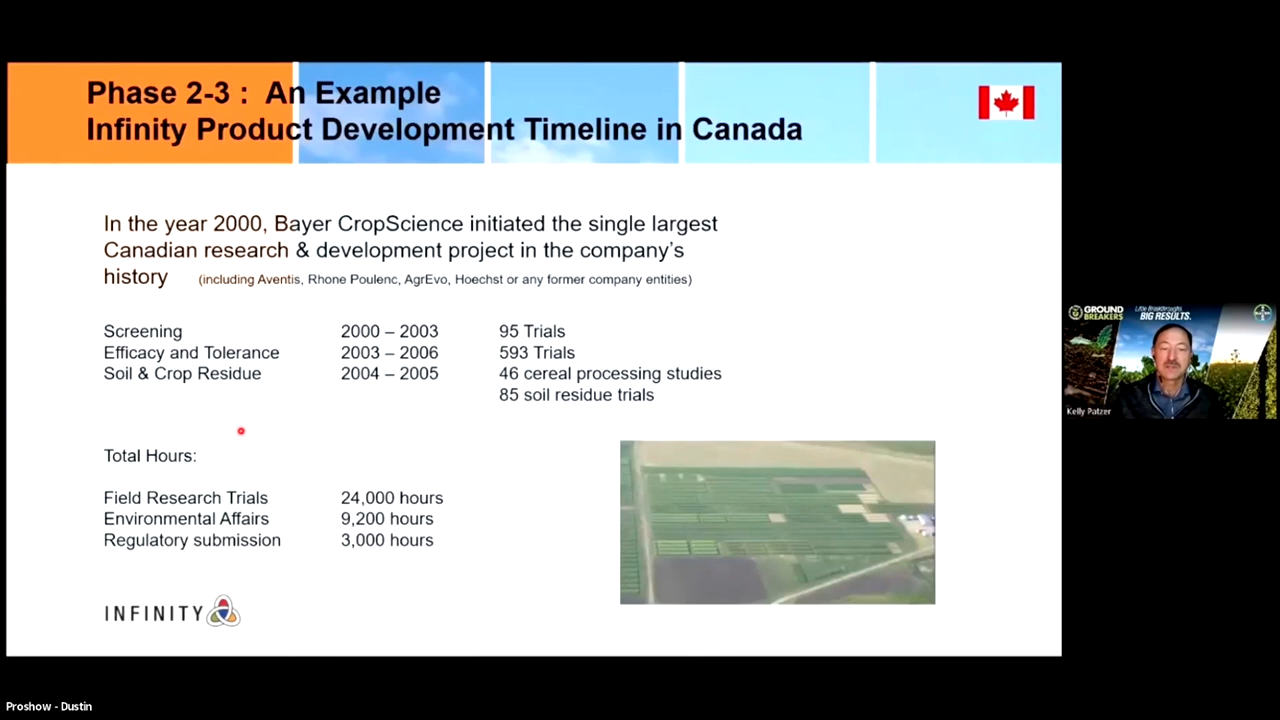 Phase 2-3 : An Example
Infinity Product Development Timeline in Canada
In the year 2000, Bayer CropScience initiated the single largest
Canadian research & development project in the company's
history (including Aventis, Rhone Poulenc, AgrEvo, Hoechst or any former company entities)
Screening 2000 – 2003 95 Trials
Efficacy and Tolerance 2003 – 2006 593 Trials
Soil & Crop Residue 2004 – 2005 46 cereal processing studies
85 soil residue trials
Total Hours:
Field Research Trials 24,000 hours
Environmental Affairs 9,200 hours
Regulatory submission 3,000 hours
INFINITY
GROUND
BREAKERS
Little Breakthroughs.
BIG RESULTS.
Kelly Patzer
Proshow - Dustin